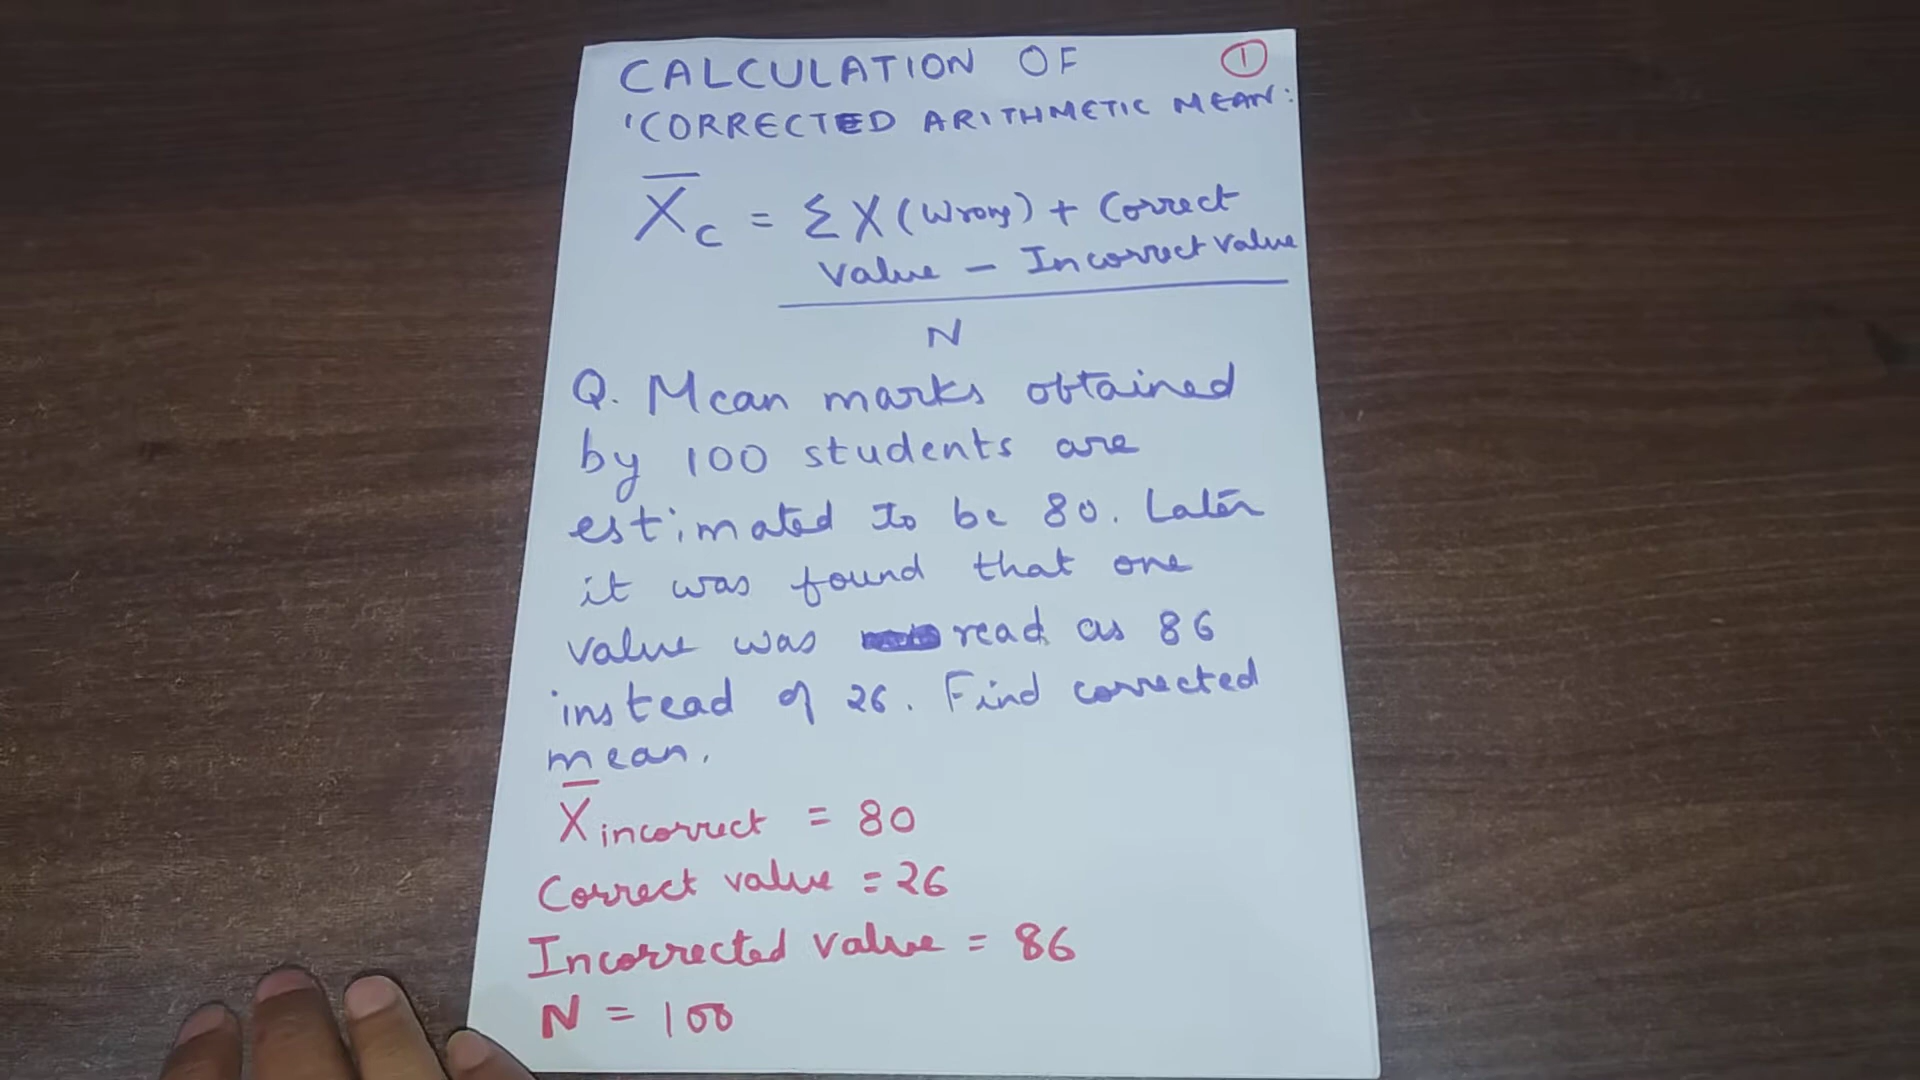 CALCULATION OF ①
'CORRECTED ARITHMETIC MEAN:
X̄c = ΣX (Wrong) + Correct
Value - Incorrect value
N
Q. Mean marks obtained
by 100 students are
estimated to be 80. Later
it was found that one
value was read as 86
instead of 26. Find corrected
mean.
X̄ incorrect = 80
Correct value = 26
Incorrected value = 86
N = 100